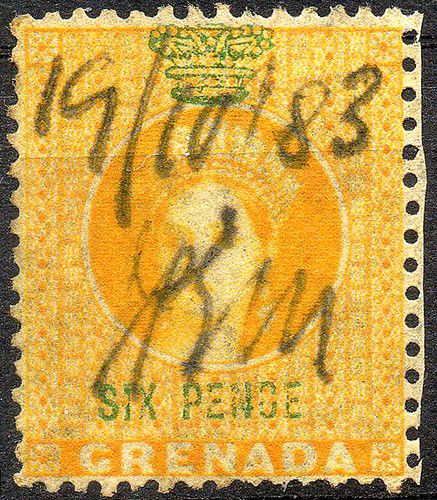 19/10/83
SIX PENCE
GRENADA